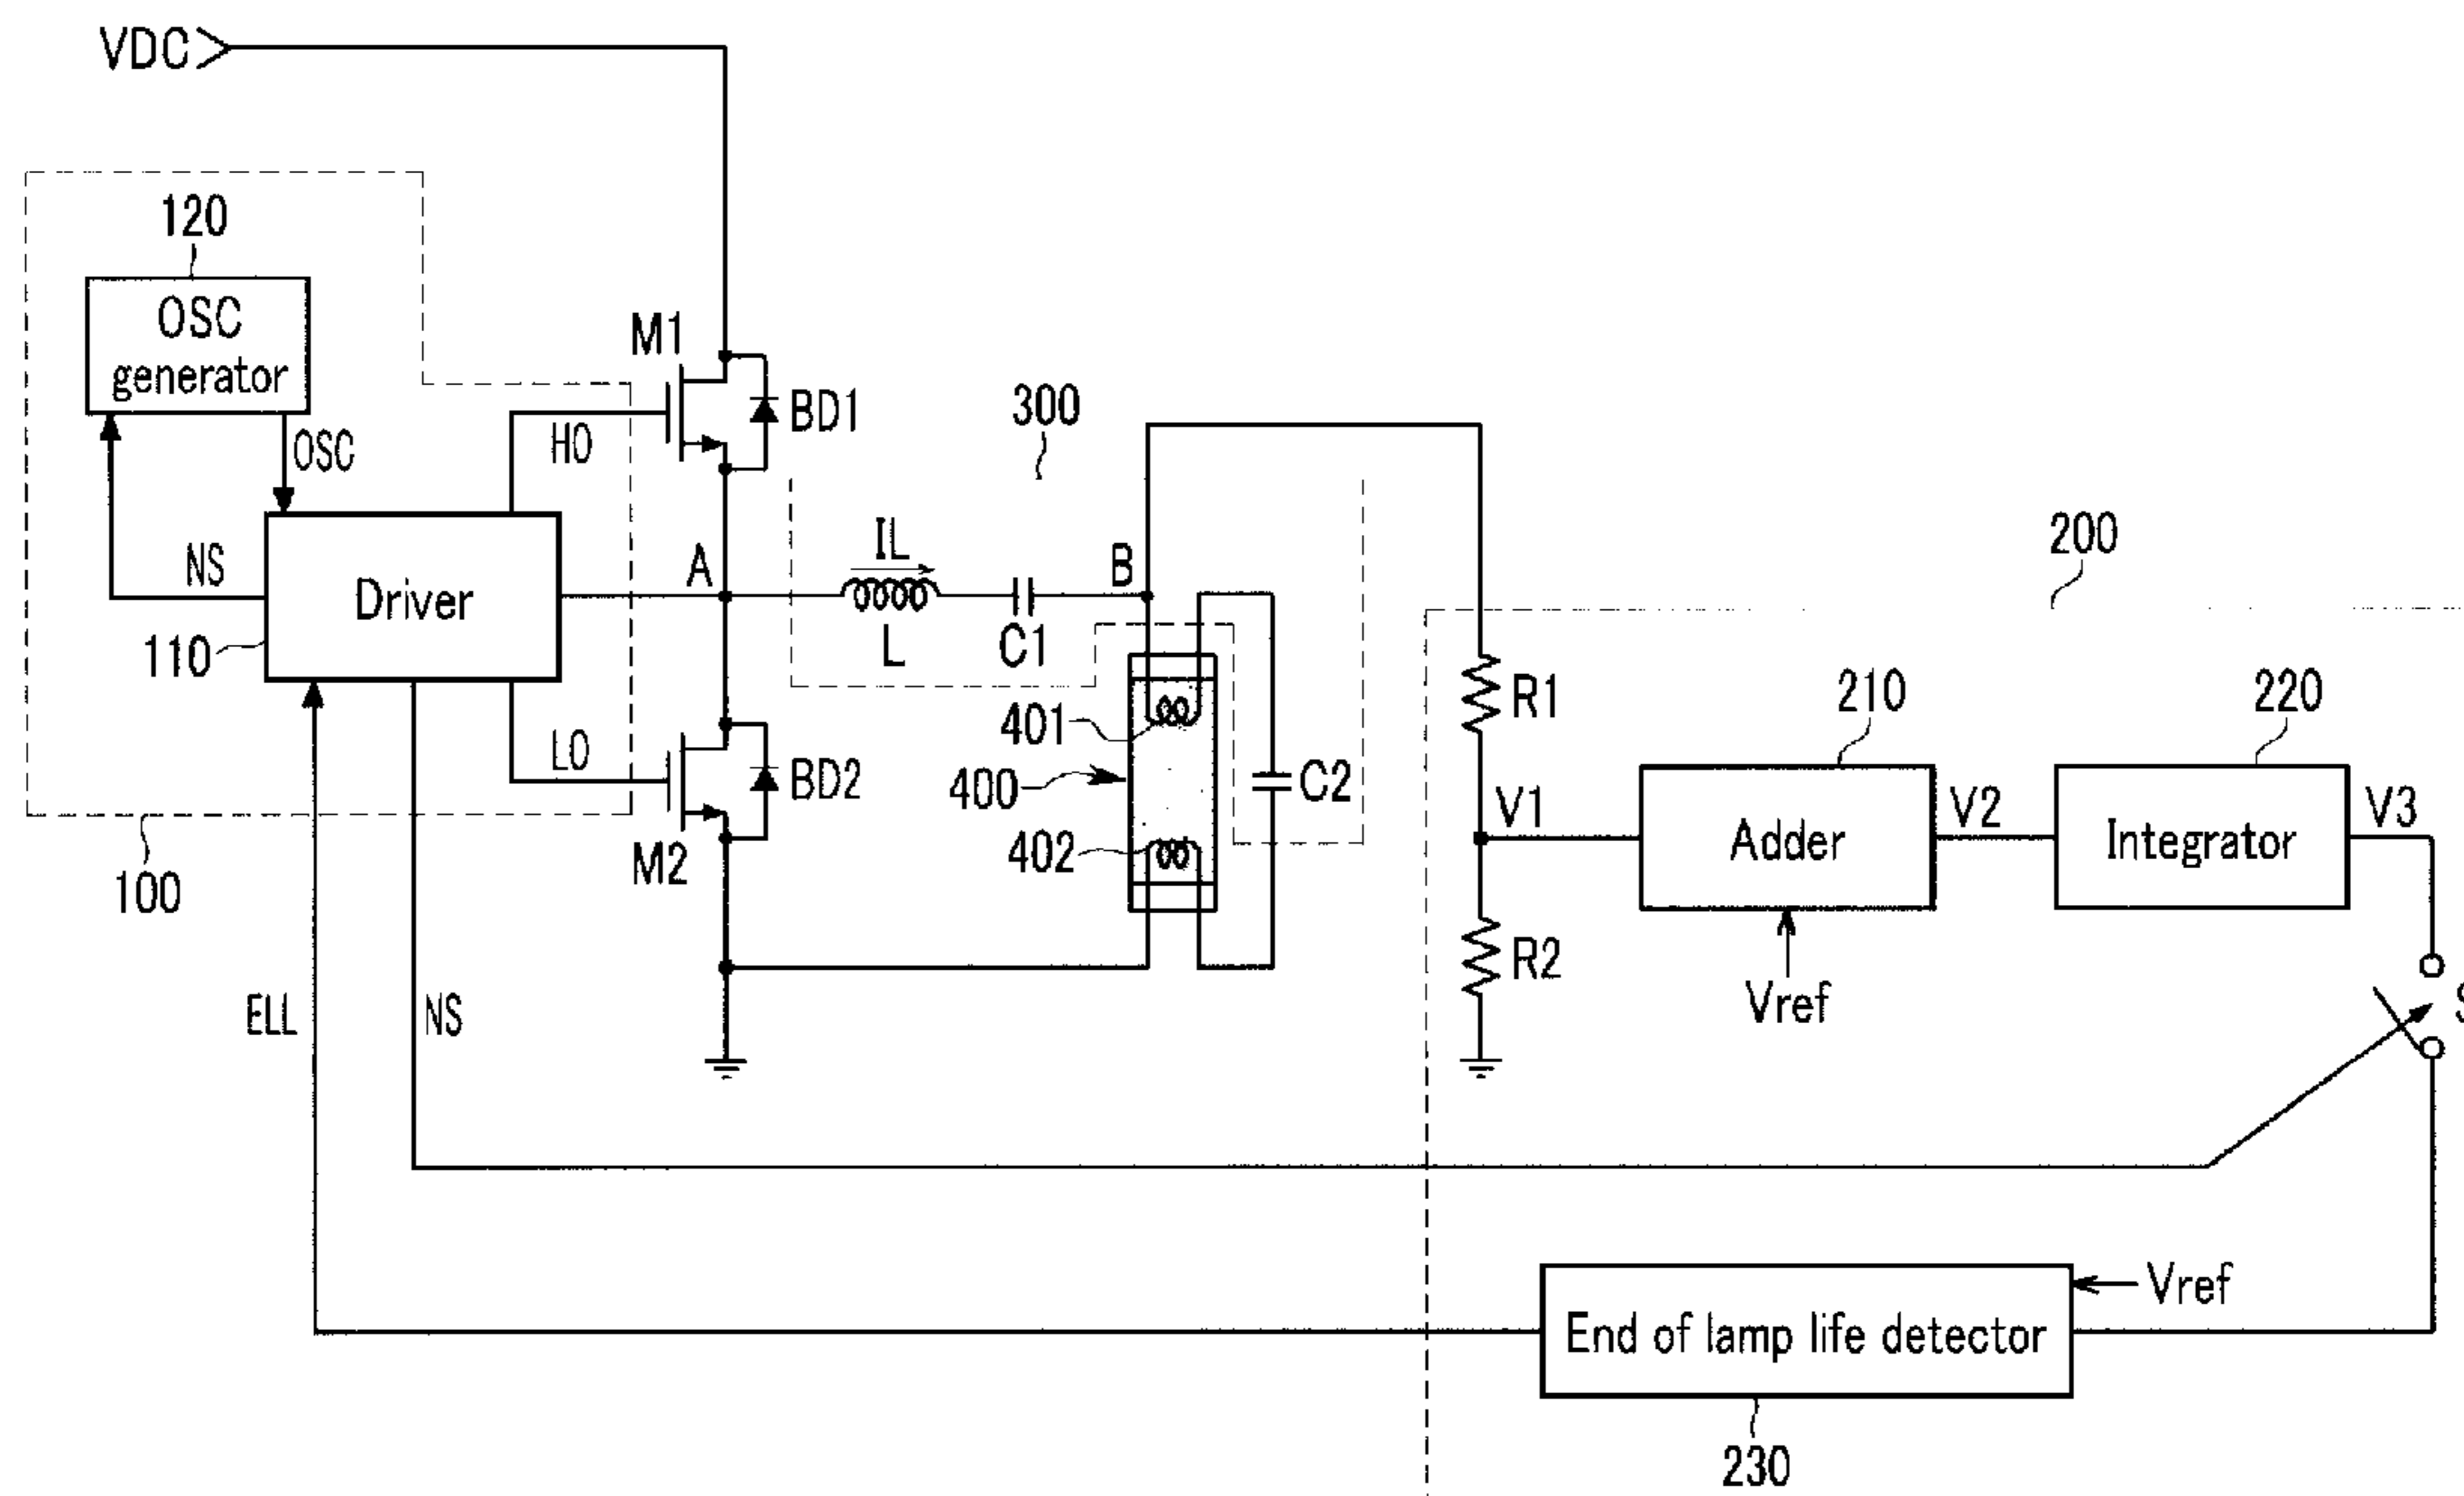 VDC
120
OSC
generator
M1
BD1
HO
OSC
300
NS
A
IL
B
200
Driver
110
L
C1
R1
210
220
401
LO
400
C2
V1
V2
V3
BD2
Adder
Integrator
402
M2
100
R2
Vref
ELL
NS
S
Vref
End of lamp life detector
230